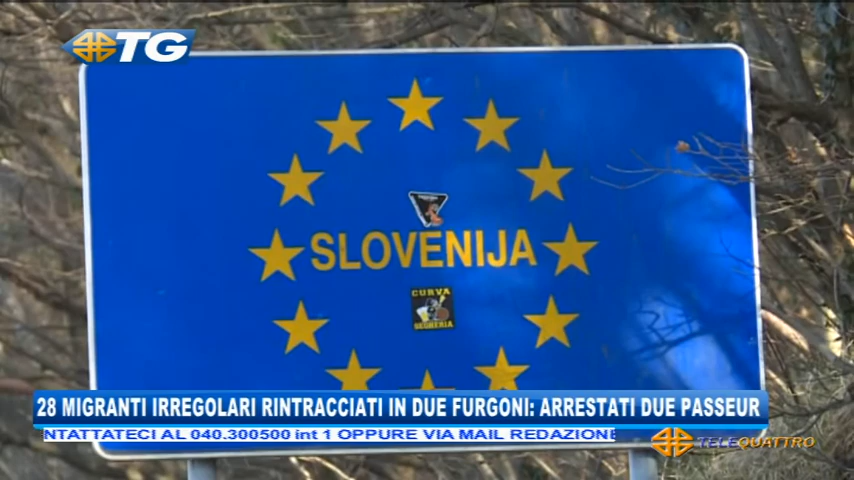 TG
SLOVENIJA
CURVA
28 MIGRANTI IRREGOLARI RINTRACCIATI IN DUE FURGONI: ARRESTATI DUE PASSEUR
NTATTATECI AL 040.300500 int 1 OPPURE VIA MAIL REDAZIONE
TELEQUATTRO